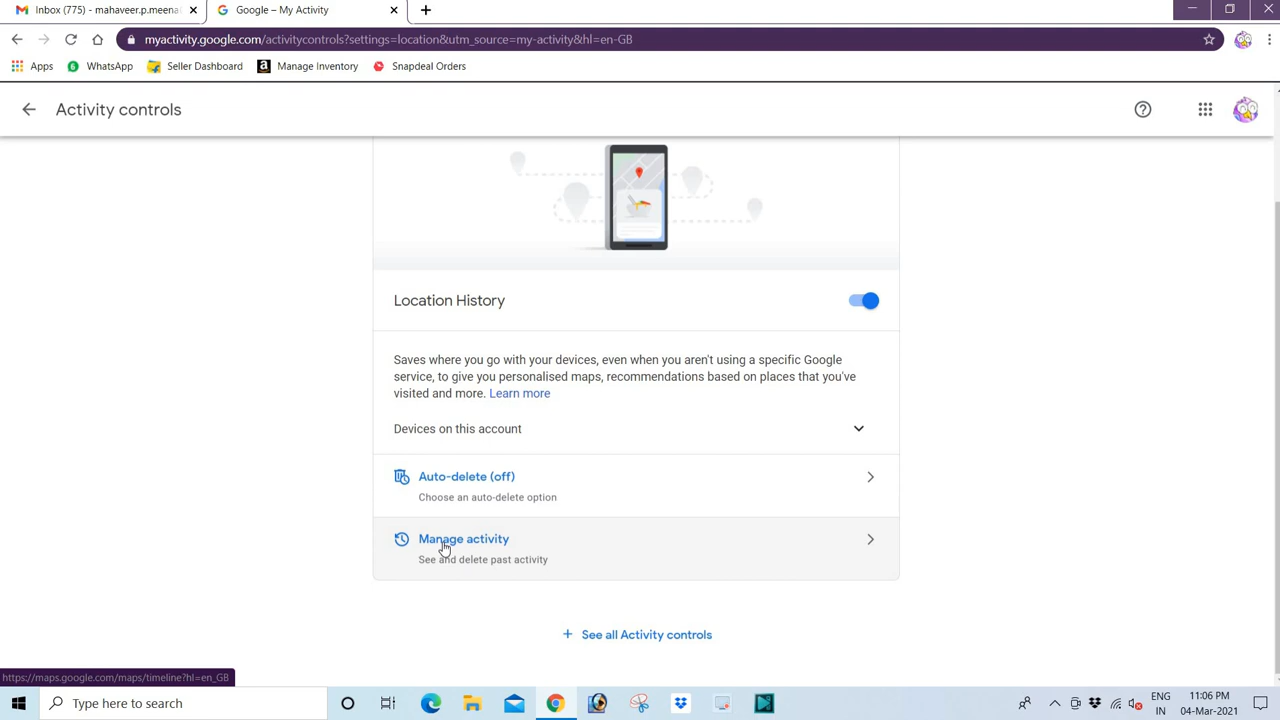 Inbox (775) - mahaveer.p.meena
Google – My Activity
myactivity.google.com/activitycontrols?settings=location&utm_source=my-activity&hl=en-GB
Apps
WhatsApp
Seller Dashboard
Manage Inventory
Snapdeal Orders
Activity controls
Location History
Saves where you go with your devices, even when you aren't using a specific Google
service, to give you personalised maps, recommendations based on places that you've
visited and more. Learn more
Devices on this account
Auto-delete (off)
Choose an auto-delete option
Manage activity
See and delete past activity
+ See all Activity controls
https://maps.google.com/maps/timeline?hl=en_GB
Type here to search
ENG
IN
11:06 PM
04-Mar-2021